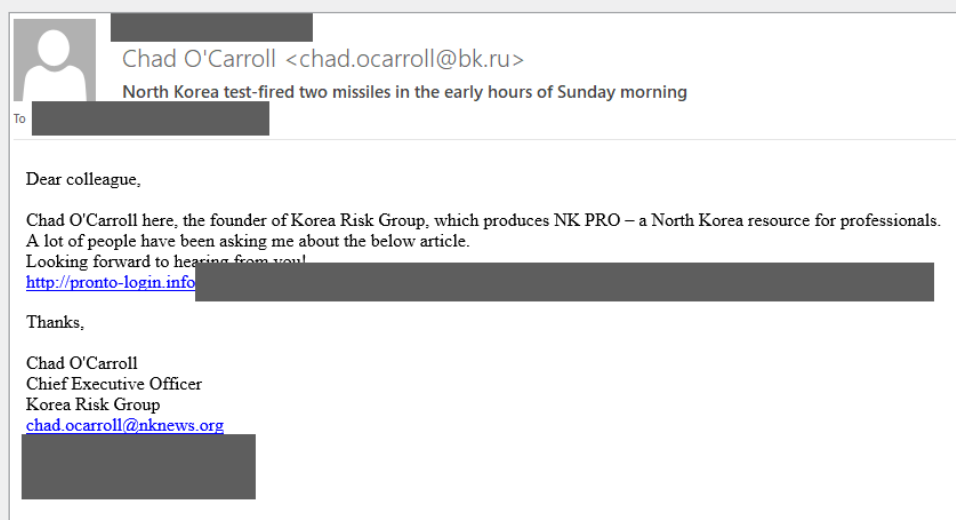 Chad O'Carroll <chad.ocarroll@bk.ru>
North Korea test-fired two missiles in the early hours of Sunday morning
To
Dear colleague,
Chad O'Carroll here, the founder of Korea Risk Group, which produces NK PRO – a North Korea resource for professionals.
A lot of people have been asking me about the below article.
Looking forward to hearing from you!
http://pronto-login.info
Thanks,
Chad O'Carroll
Chief Executive Officer
Korea Risk Group
chad.ocarroll@nknews.org